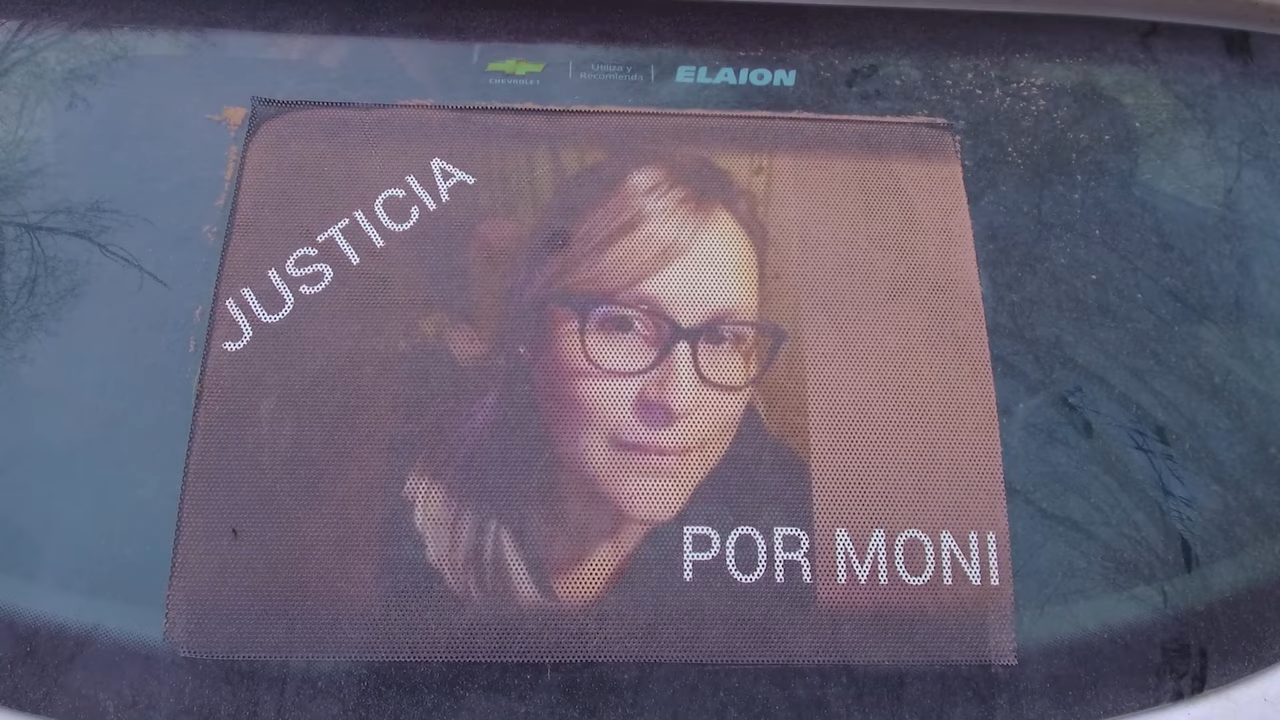 CHEVROLET
Utiliza y
Recomienda
ELAION
JUSTICIA
POR MONI